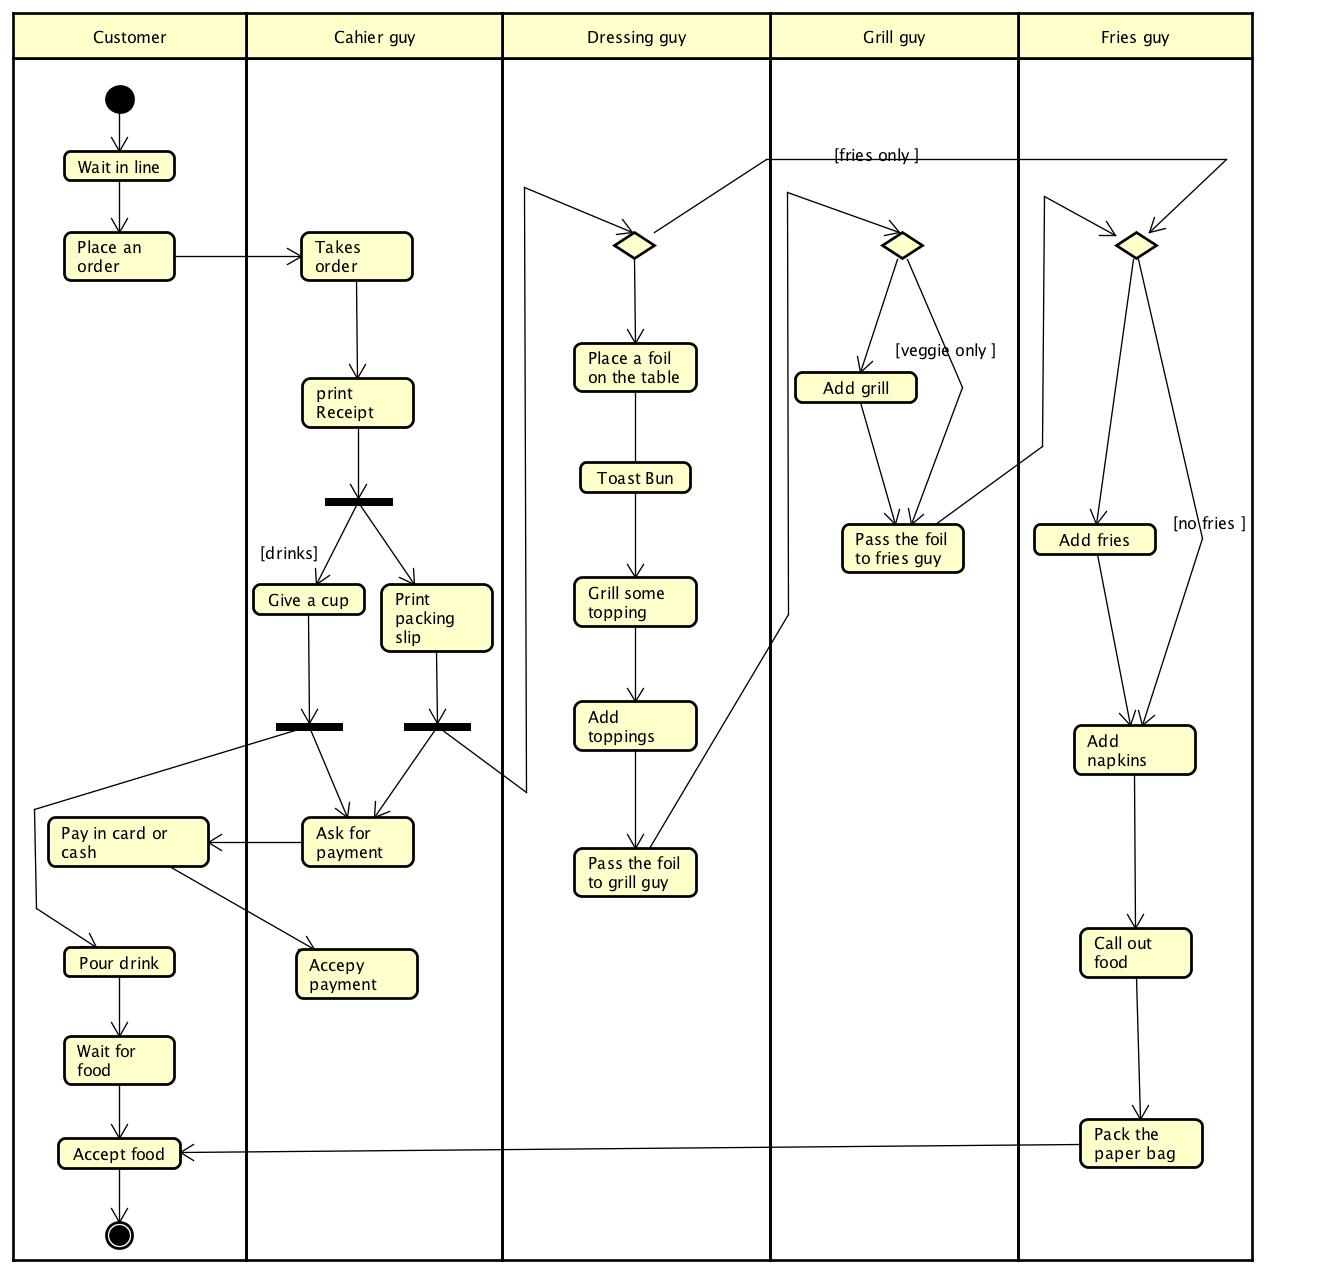 Customer
Cahier guy
Dressing guy
Grill guy
Fries guy
Wait in line
[fries only ]
Place an
order
Takes
order
Place a foil
on the table
[veggie only ]
print
Receipt
Add grill
Toast Bun
[no fries ]
Pass the foil
to fries guy
Add fries
[drinks]
Give a cup
Print
packing
slip
Grill some
topping
Add
toppings
Add
napkins
Pay in card or
cash
Ask for
payment
Pass the foil
to grill guy
Call out
food
Pour drink
Accepy
payment
Wait for
food
Accept food
Pack the
paper bag